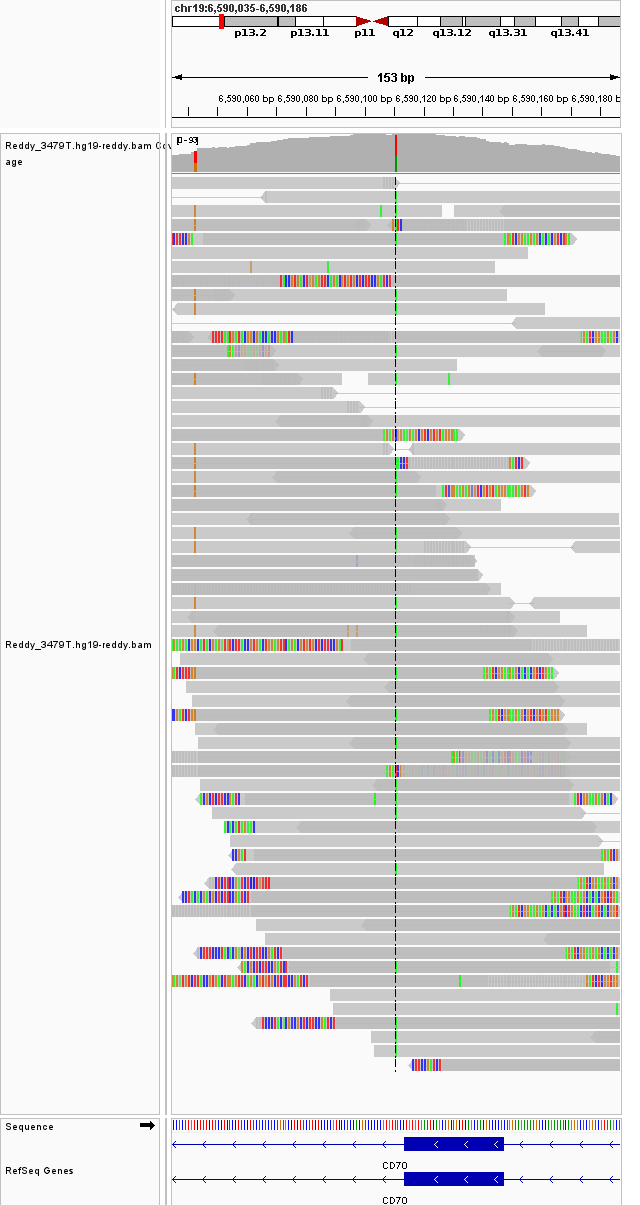 chr19:6,590,035-6,590,186
p13.2 p13.11 p11 q12 q13.12 q13.31 q13.41
153 bp
6,590,060 bp 6,590,080 bp 6,590,100 bp 6,590,120 bp 6,590,140 bp 6,590,160 bp 6,590,180 b
[0-93]
Reddy_3479T.hg19-reddy.bam Cov
age
Reddy_3479T.hg19-reddy.bam
Sequence
CD70
RefSeq Genes
CD70